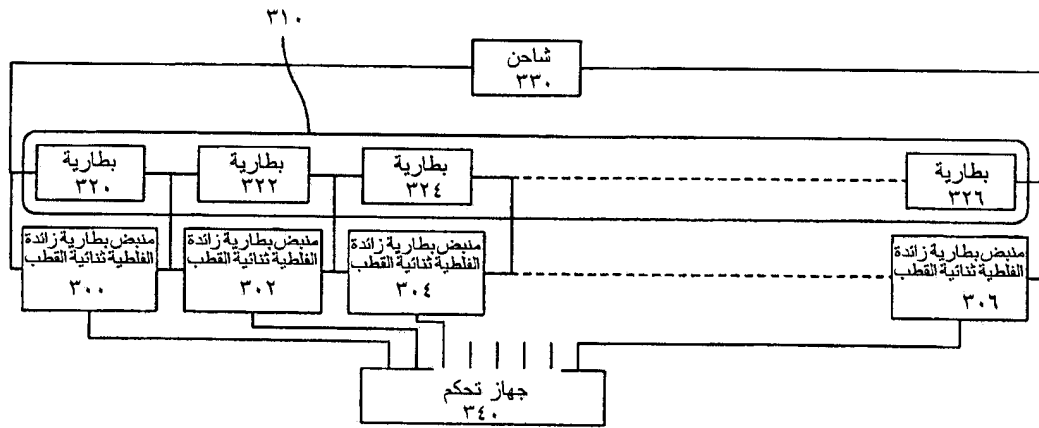 ٣١٠
شاحن
٣٣٠
بطارية
٣٢٠
بطارية
٣٢٢
بطارية
٣٢٤
بطارية
٣٢٦
منبض بطارية زائدة
الفلطية ثنائية القطب
٣٠٠
منبض بطارية زائدة
الفلطية ثنائية القطب
٣٠٢
منبض بطارية زائدة
الفلطية ثنائية القطب
٣٠٤
منبض بطارية زائدة
الفلطية ثنائية القطب
٣٠٦
جهاز تحكم
٣٤٠